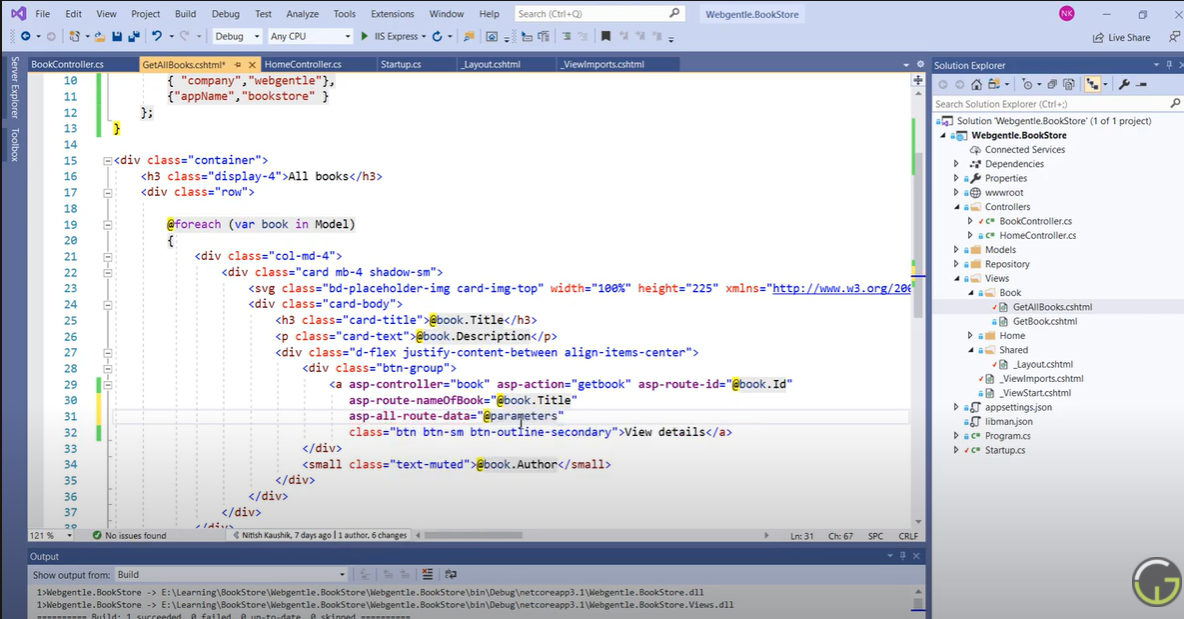 File Edit View Project Build Debug Test Analyze Tools Extensions Window Help Search (Ctrl+Q) Webgentle.BookStore NK
Debug Any CPU IIS Express Live Share
Server Explorer
Toolbox
BookController.cs GetAllBooks.cshtml* HomeController.cs Startup.cs _Layout.cshtml _ViewImports.cshtml
10 { "company","webgentle"},
11 {"appName","bookstore" }
12 };
13 }
14
15 <div class="container">
16 <h3 class="display-4">All books</h3>
17 <div class="row">
18
19 @foreach (var book in Model)
20 {
21 <div class="col-md-4">
22 <div class="card mb-4 shadow-sm">
23 <svg class="bd-placeholder-img card-img-top" width="100%" height="225" xmlns="http://www.w3.org/200
24 <div class="card-body">
25 <h3 class="card-title">@book.Title</h3>
26 <p class="card-text">@book.Description</p>
27 <div class="d-flex justify-content-between align-items-center">
28 <div class="btn-group">
29 <a asp-controller="book" asp-action="getbook" asp-route-id="@book.Id"
30 asp-route-nameOfBook="@book.Title"
31 asp-all-route-data="@parameters"
32 class="btn btn-sm btn-outline-secondary">View details</a>
33 </div>
34 <small class="text-muted">@book.Author</small>
35 </div>
36 </div>
37 </div>
38 </div>
121 % No issues found Nitish Kaushik, 7 days ago | 1 author, 6 changes Ln: 31 Ch: 67 SPC CRLF
Output
Show output from: Build
1>Webgentle.BookStore -> E:\Learning\BookStore\Webgentle.BookStore\Webgentle.BookStore\bin\Debug\netcoreapp3.1\Webgentle.BookStore.dll
1>Webgentle.BookStore -> E:\Learning\BookStore\Webgentle.BookStore\Webgentle.BookStore\bin\Debug\netcoreapp3.1\Webgentle.BookStore.Views.dll
========== Build: 1 succeeded, 0 failed, 0 up-to-date, 0 skipped ==========
Solution Explorer
Search Solution Explorer (Ctrl+;)
Solution 'Webgentle.BookStore' (1 of 1 project)
Webgentle.BookStore
Connected Services
Dependencies
Properties
wwwroot
Controllers
BookController.cs
HomeController.cs
Models
Repository
Views
Book
GetAllBooks.cshtml
GetBook.cshtml
Home
Shared
_Layout.cshtml
_ViewImports.cshtml
_ViewStart.cshtml
appsettings.json
libman.json
Program.cs
Startup.cs